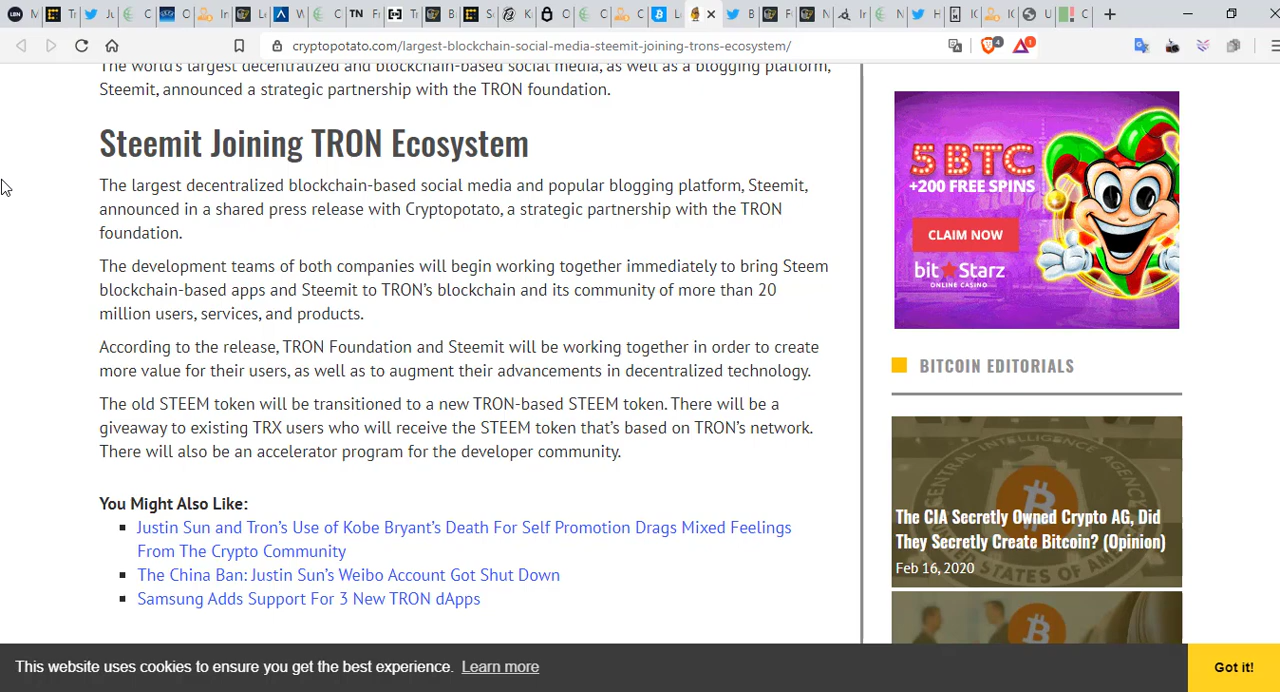 cryptopotato.com/largest-blockchain-social-media-steemit-joining-trons-ecosystem/
The world's largest decentralized and blockchain-based social media, as well as a blogging platform,
Steemit, announced a strategic partnership with the TRON foundation.
Steemit Joining TRON Ecosystem
The largest decentralized blockchain-based social media and popular blogging platform, Steemit,
announced in a shared press release with Cryptopotato, a strategic partnership with the TRON
foundation.
The development teams of both companies will begin working together immediately to bring Steem
blockchain-based apps and Steemit to TRON's blockchain and its community of more than 20
million users, services, and products.
According to the release, TRON Foundation and Steemit will be working together in order to create
more value for their users, as well as to augment their advancements in decentralized technology.
The old STEEM token will be transitioned to a new TRON-based STEEM token. There will be a
giveaway to existing TRX users who will receive the STEEM token that's based on TRON's network.
There will also be an accelerator program for the developer community.
You Might Also Like:
Justin Sun and Tron's Use of Kobe Bryant's Death For Self Promotion Drags Mixed Feelings
From The Crypto Community
The China Ban: Justin Sun's Weibo Account Got Shut Down
Samsung Adds Support For 3 New TRON dApps
5 BTC
+200 FREE SPINS
CLAIM NOW
bitStarz
ONLINE CASINO
BITCOIN EDITORIALS
The CIA Secretly Owned Crypto AG, Did
They Secretly Create Bitcoin? (Opinion)
Feb 16, 2020
This website uses cookies to ensure you get the best experience. Learn more
Got it!